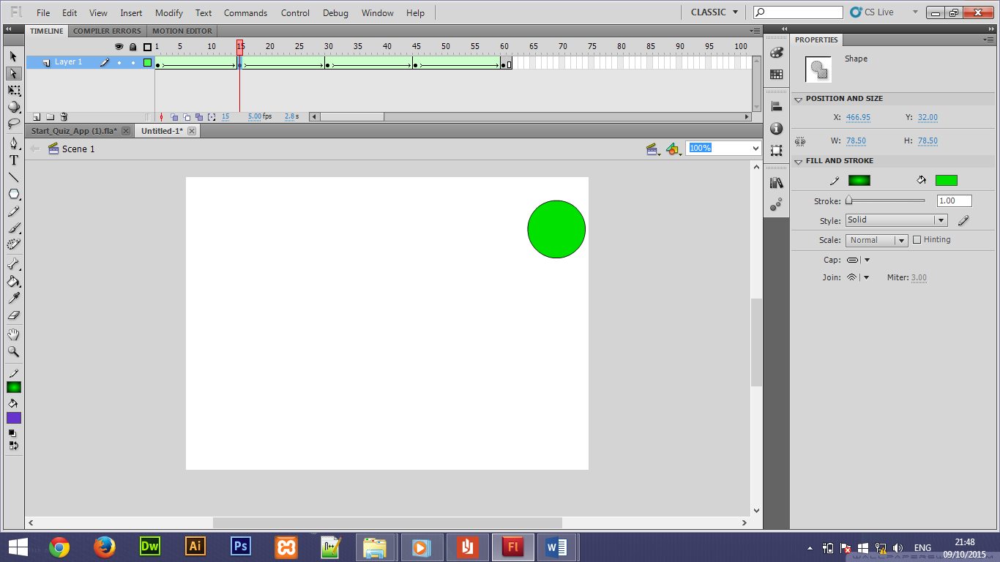 Fl File Edit View Insert Modify Text Commands Control Debug Window Help CLASSIC CS Live
TIMELINE COMPILER ERRORS MOTION EDITOR
1 5 10 15 20 25 30 35 40 45 50 55 60 65 70 75 80 85 90 95 100
Layer 1
15 5.00 fps 2.8 s
Start_Quiz_App (1).fla* Untitled-1*
Scene 1 100%
PROPERTIES
Shape
POSITION AND SIZE
X: 466.95 Y: 32.00
W: 78.50 H: 78.50
FILL AND STROKE
Stroke: 1.00
Style: Solid
Scale: Normal Hinting
Cap:
Join: Miter: 3.00
T
Dw Ai Ps n++ Fl W ENG 21:48
09/10/2015